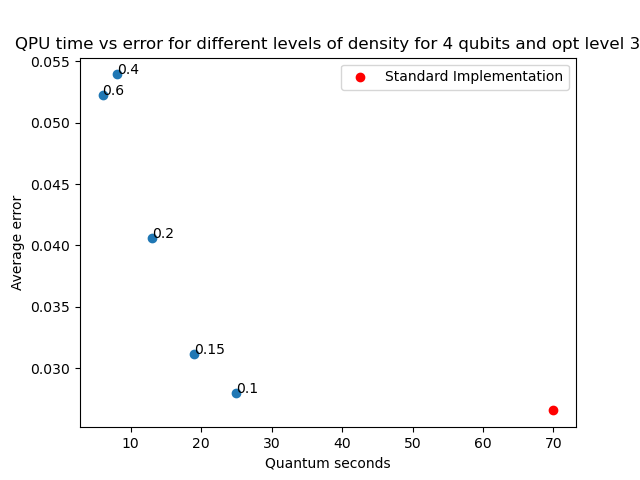 QPU time vs error for different levels of density for 4 qubits and opt level 3
Standard Implementation
0.055
0.050
0.045
0.040
0.035
0.030
Average error
0.4
0.6
0.2
0.15
0.1
10 20 30 40 50 60 70
Quantum seconds